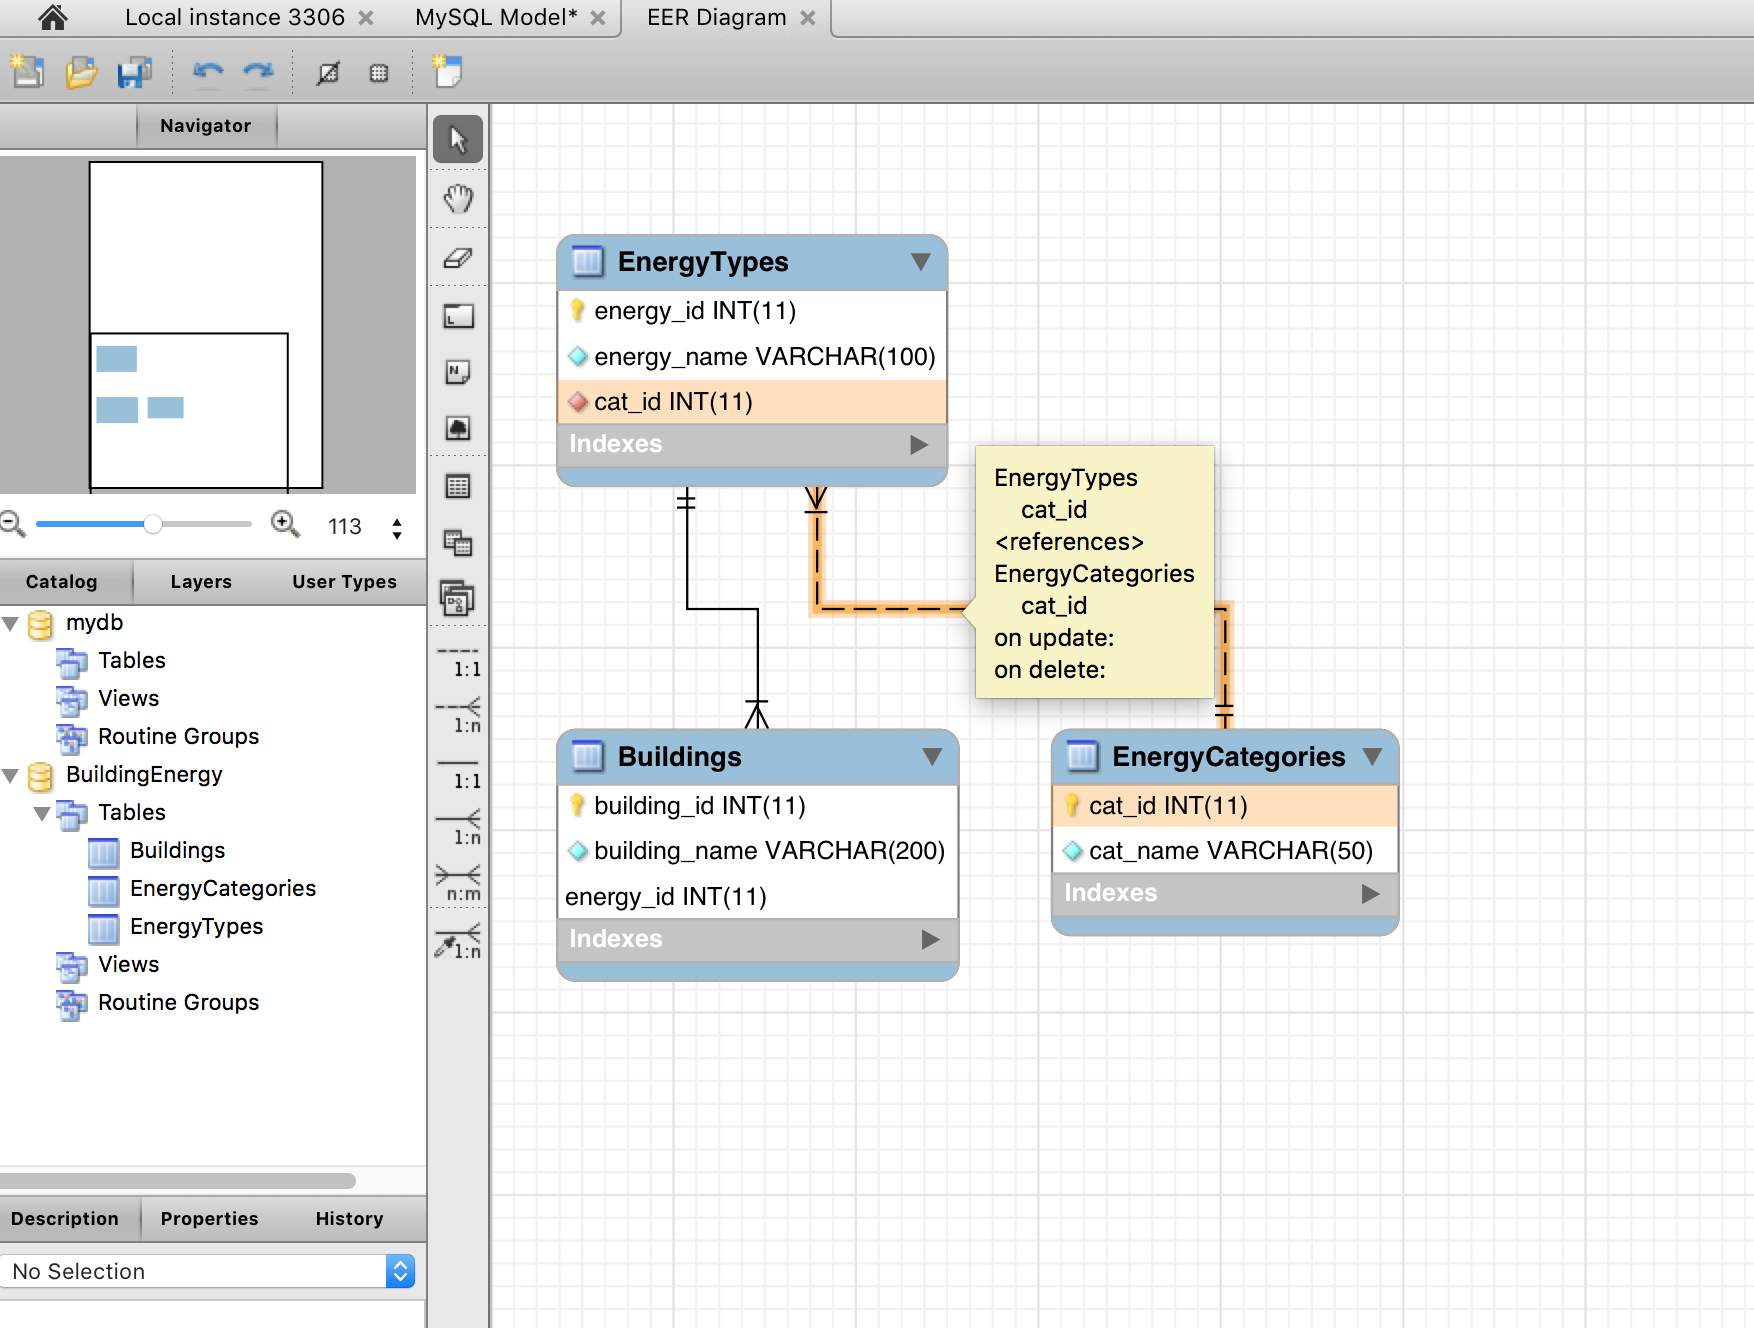 Local instance 3306
MySQL Model*
EER Diagram
Navigator
113
Catalog
Layers
User Types
mydb
Tables
Views
Routine Groups
BuildingEnergy
Tables
Buildings
EnergyCategories
EnergyTypes
Views
Routine Groups
Description
Properties
History
No Selection
L
N
1:1
1:n
1:1
1:n
n:m
1:n
EnergyTypes
energy_id INT(11)
energy_name VARCHAR(100)
cat_id INT(11)
Indexes
EnergyTypes
cat_id
<references>
EnergyCategories
cat_id
on update:
on delete:
Buildings
building_id INT(11)
building_name VARCHAR(200)
energy_id INT(11)
Indexes
EnergyCategories
cat_id INT(11)
cat_name VARCHAR(50)
Indexes